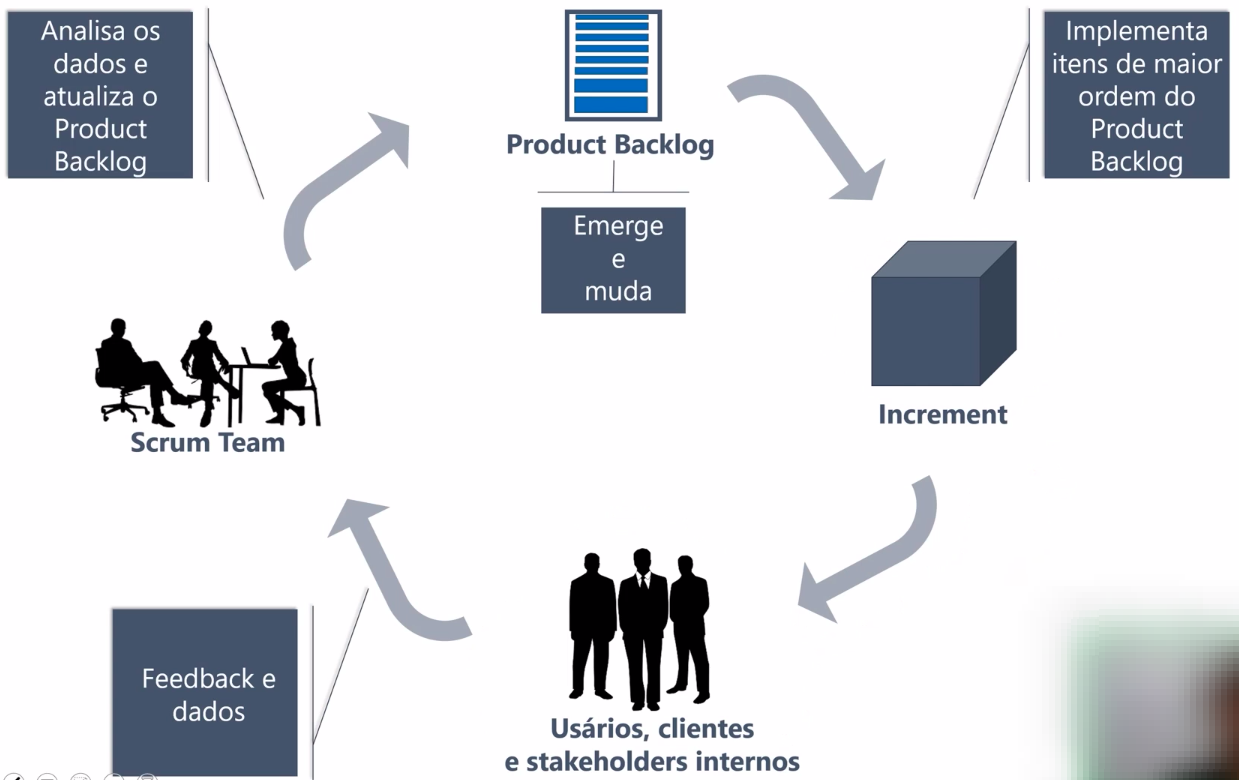 Analisa os
dados e
atualiza o
Product
Backlog
Product Backlog
Emerge
e
muda
Implementa
itens de maior
ordem do
Product
Backlog
Increment
Scrum Team
Feedback e
dados
Usários, clientes
e stakeholders internos